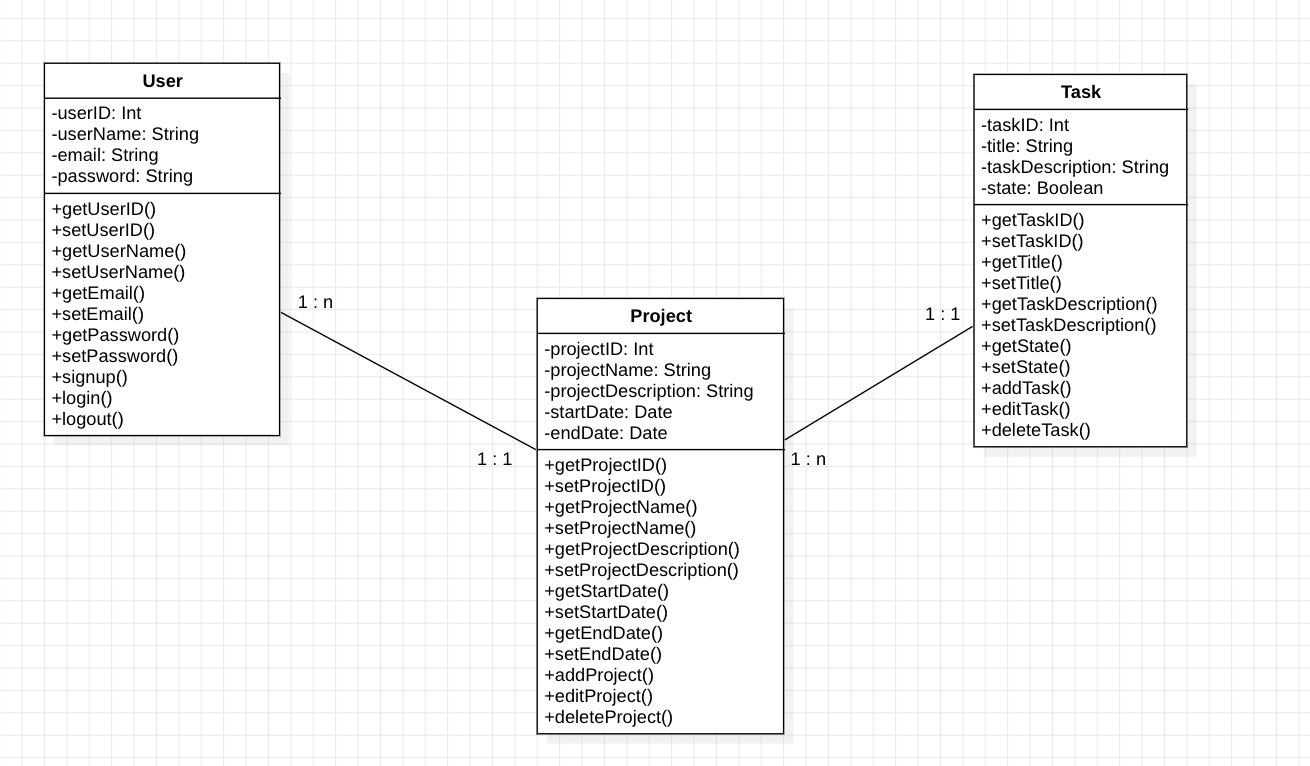 User
-userID: Int
-userName: String
-email: String
-password: String
+getUserID()
+setUserID()
+getUserName()
+setUserName()
+getEmail()
+setEmail()
+getPassword()
+setPassword()
+signup()
+login()
+logout()
1 : n
1 : 1
Project
-projectID: Int
-projectName: String
-projectDescription: String
-startDate: Date
-endDate: Date
+getProjectID()
+setProjectID()
+getProjectName()
+setProjectName()
+getProjectDescription()
+setProjectDescription()
+getStartDate()
+setStartDate()
+getEndDate()
+setEndDate()
+addProject()
+editProject()
+deleteProject()
1 : 1
1 : n
Task
-taskID: Int
-title: String
-taskDescription: String
-state: Boolean
+getTaskID()
+setTaskID()
+getTitle()
+setTitle()
+getTaskDescription()
+setTaskDescription()
+getState()
+setState()
+addTask()
+editTask()
+deleteTask()